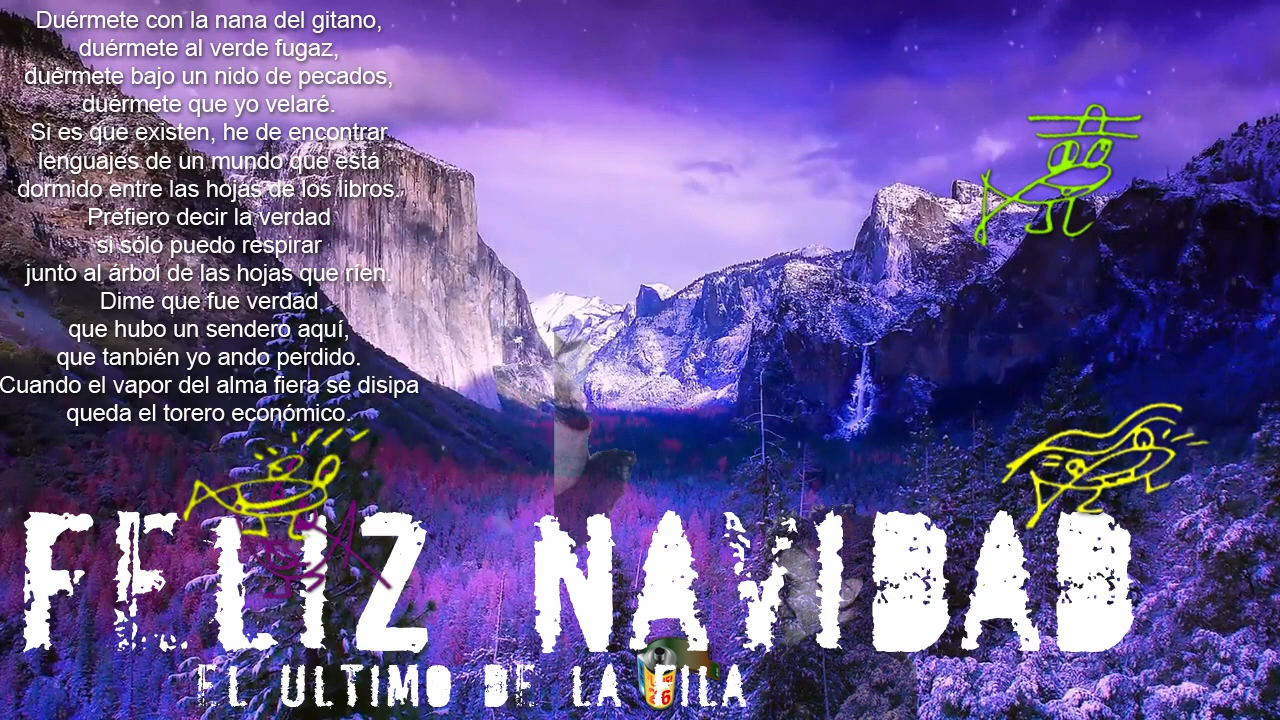 Duérmete con la nana del gitano,
duérmete al verde fugaz,
duérmete bajo un nido de pecados,
duérmete que yo velaré.
Si es que existen, he de encontrar
lenguajes de un mundo que está
dormido entre las hojas de los libros.
Prefiero decir la verdad
si sólo puedo respirar
junto al árbol de las hojas que ríen.
Dime que fue verdad
que hubo un sendero aquí,
que tanbién yo ando perdido.
Cuando el vapor del alma fiera se disipa
queda el torero económico.
FELIZ NAVIDAD
EL ULTIMO DE LA FILA